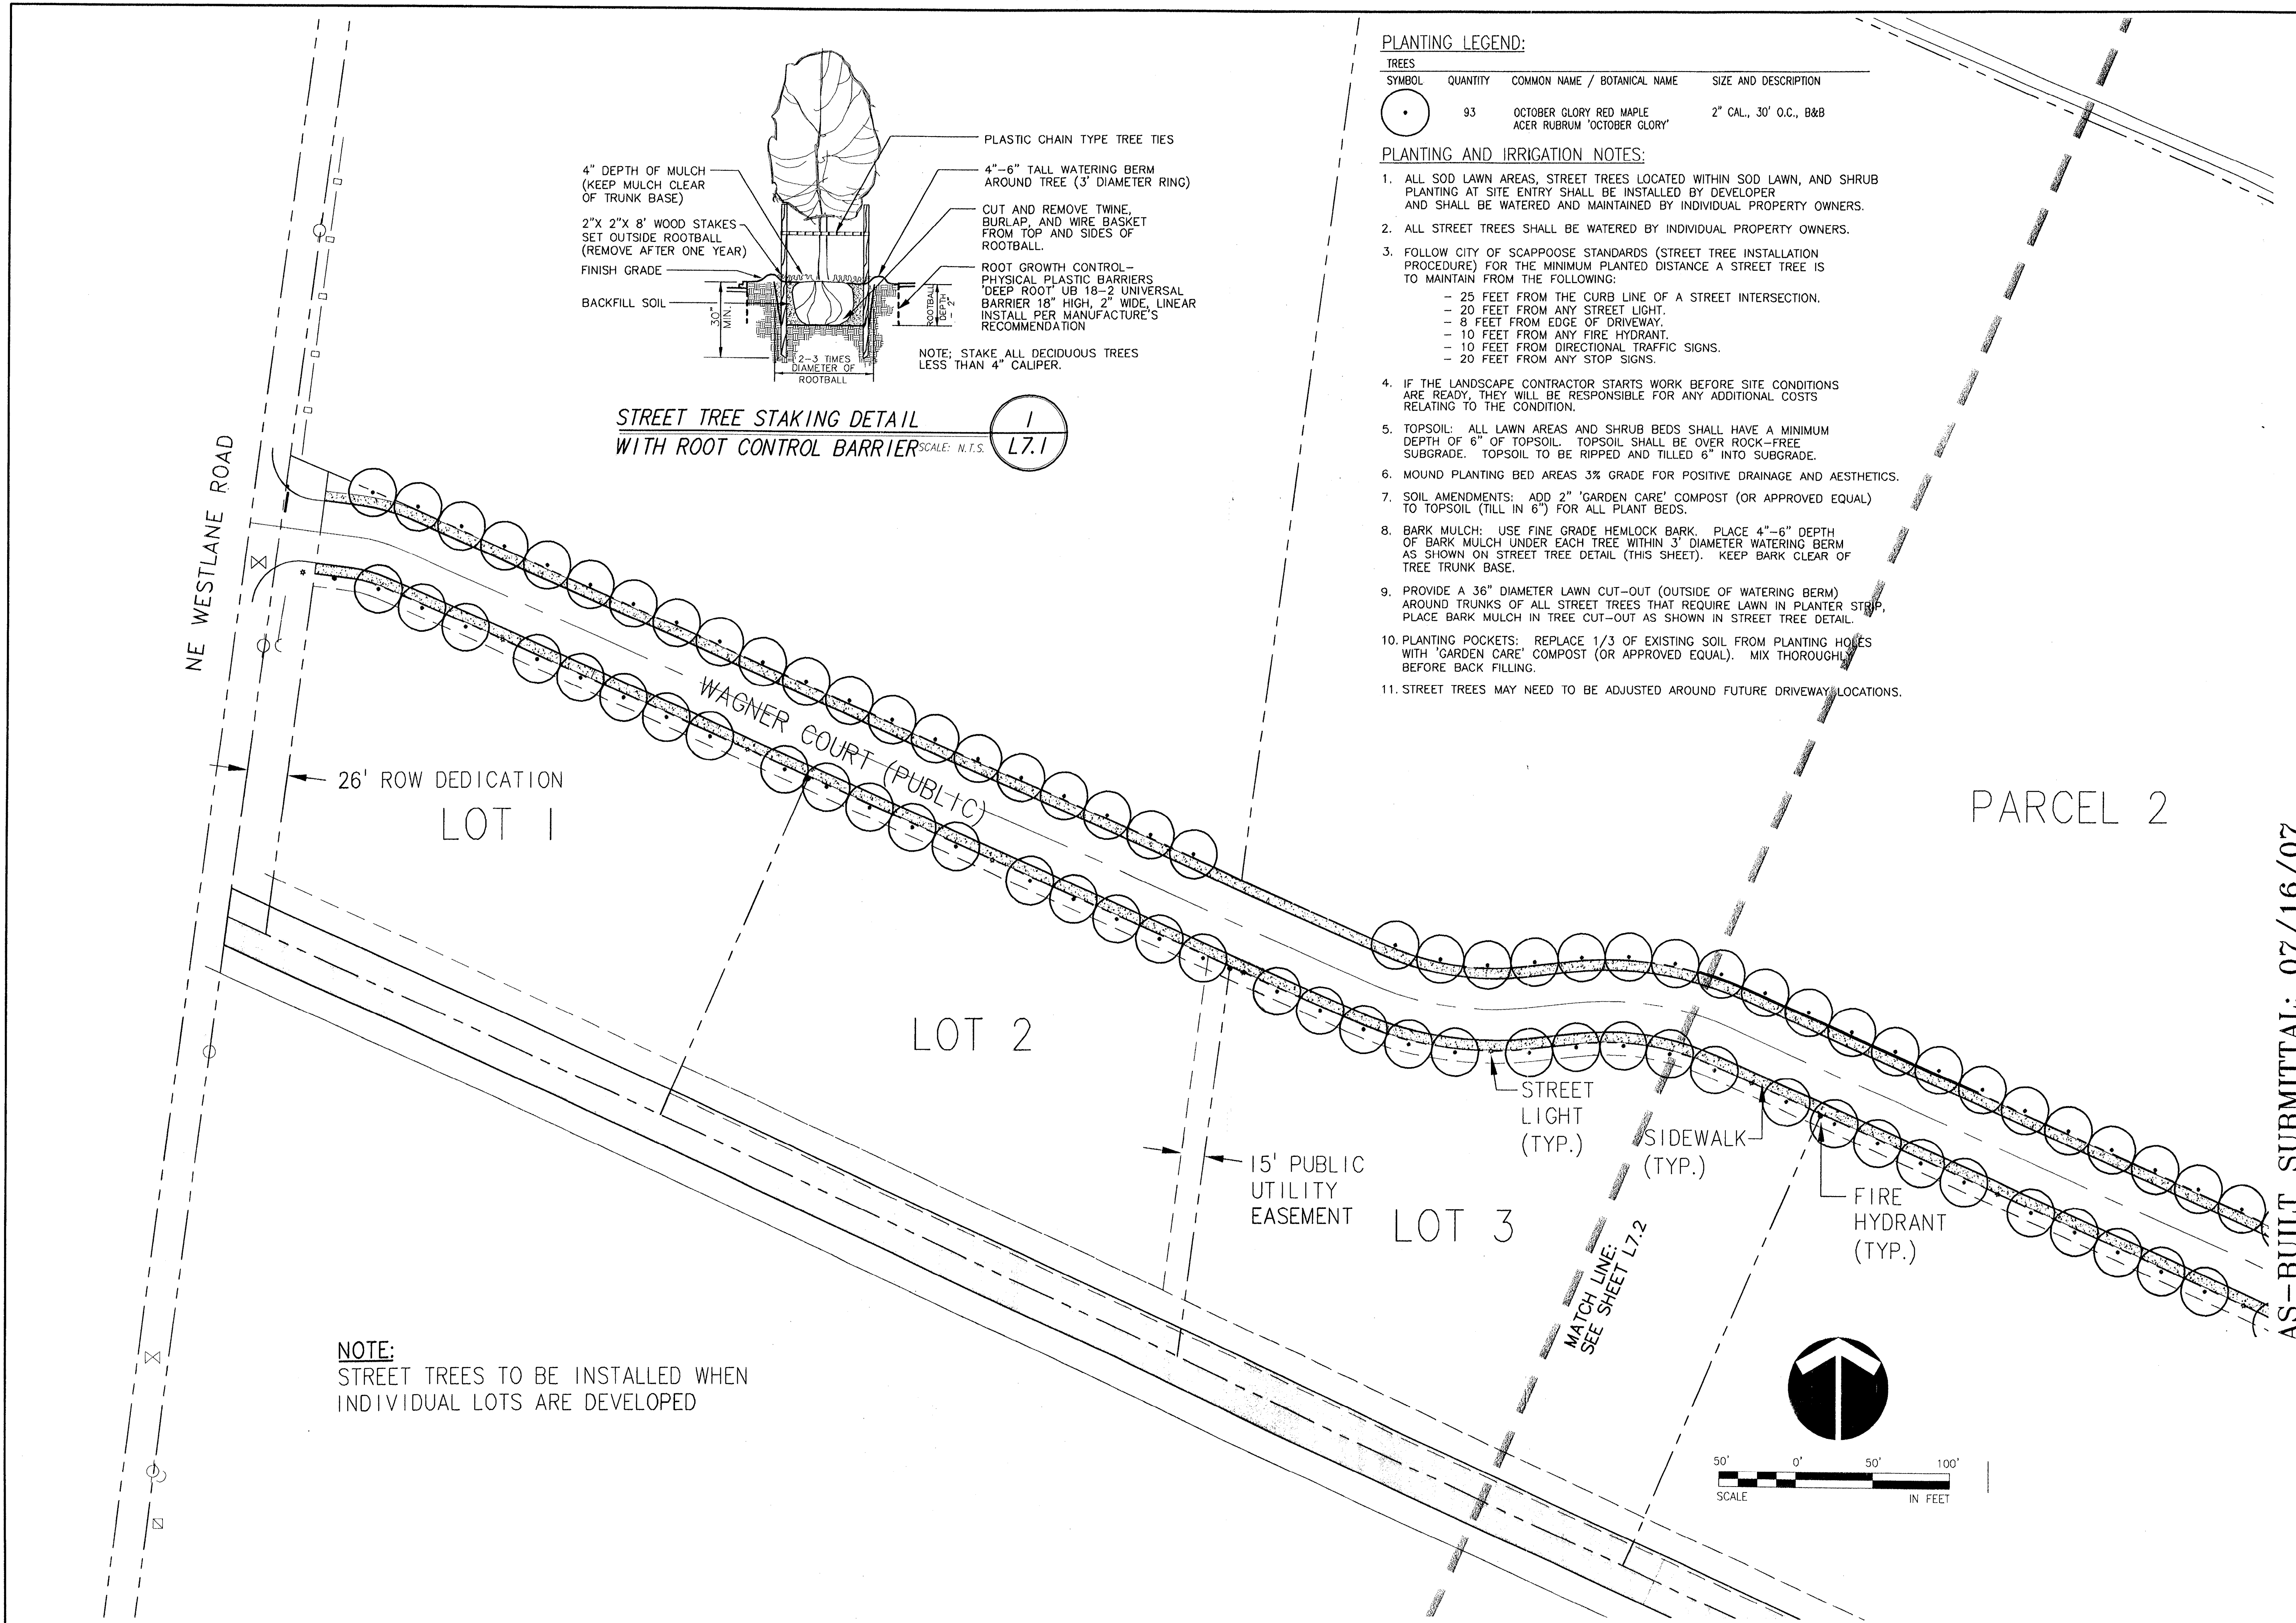 PLANTING LEGEND:
TREES
SYMBOL QUANTITY COMMON NAME / BOTANICAL NAME SIZE AND DESCRIPTION
93 OCTOBER GLORY RED MAPLE 2" CAL., 30' O.C., B&B
ACER RUBRUM 'OCTOBER GLORY'
PLANTING AND IRRIGATION NOTES:
1. ALL SOD LAWN AREAS, STREET TREES LOCATED WITHIN SOD LAWN, AND SHRUB
PLANTING AT SITE ENTRY SHALL BE INSTALLED BY DEVELOPER
AND SHALL BE WATERED AND MAINTAINED BY INDIVIDUAL PROPERTY OWNERS.
2. ALL STREET TREES SHALL BE WATERED BY INDIVIDUAL PROPERTY OWNERS.
3. FOLLOW CITY OF SCAPPOOSE STANDARDS (STREET TREE INSTALLATION
PROCEDURE) FOR THE MINIMUM PLANTED DISTANCE A STREET TREE IS
TO MAINTAIN FROM THE FOLLOWING:
- 25 FEET FROM THE CURB LINE OF A STREET INTERSECTION.
- 20 FEET FROM ANY STREET LIGHT.
- 8 FEET FROM EDGE OF DRIVEWAY.
- 10 FEET FROM ANY FIRE HYDRANT.
- 10 FEET FROM DIRECTIONAL TRAFFIC SIGNS.
- 20 FEET FROM ANY STOP SIGNS.
4. IF THE LANDSCAPE CONTRACTOR STARTS WORK BEFORE SITE CONDITIONS
ARE READY, THEY WILL BE RESPONSIBLE FOR ANY ADDITIONAL COSTS
RELATING TO THE CONDITION.
5. TOPSOIL: ALL LAWN AREAS AND SHRUB BEDS SHALL HAVE A MINIMUM
DEPTH OF 6" OF TOPSOIL. TOPSOIL SHALL BE OVER ROCK-FREE
SUBGRADE. TOPSOIL TO BE RIPPED AND TILLED 6" INTO SUBGRADE.
6. MOUND PLANTING BED AREAS 3% GRADE FOR POSITIVE DRAINAGE AND AESTHETICS.
7. SOIL AMENDMENTS: ADD 2" 'GARDEN CARE' COMPOST (OR APPROVED EQUAL)
TO TOPSOIL (TILL IN 6") FOR ALL PLANT BEDS.
8. BARK MULCH: USE FINE GRADE HEMLOCK BARK. PLACE 4"-6" DEPTH
OF BARK MULCH UNDER EACH TREE WITHIN 3' DIAMETER WATERING BERM
AS SHOWN ON STREET TREE DETAIL (THIS SHEET). KEEP BARK CLEAR OF
TREE TRUNK BASE.
9. PROVIDE A 36" DIAMETER LAWN CUT-OUT (OUTSIDE OF WATERING BERM)
AROUND TRUNKS OF ALL STREET TREES THAT REQUIRE LAWN IN PLANTER STRIP,
PLACE BARK MULCH IN TREE CUT-OUT AS SHOWN IN STREET TREE DETAIL.
10. PLANTING POCKETS: REPLACE 1/3 OF EXISTING SOIL FROM PLANTING HOLES
WITH 'GARDEN CARE' COMPOST (OR APPROVED EQUAL). MIX THOROUGHLY
BEFORE BACK FILLING.
11. STREET TREES MAY NEED TO BE ADJUSTED AROUND FUTURE DRIVEWAY LOCATIONS.
4" DEPTH OF MULCH
(KEEP MULCH CLEAR
OF TRUNK BASE)
2"X 2"X 8' WOOD STAKES
SET OUTSIDE ROOTBALL
(REMOVE AFTER ONE YEAR)
FINISH GRADE
BACKFILL SOIL
30"
MIN.
2-3 TIMES
DIAMETER OF
ROOTBALL
ROOTBALL
DEPTH
- 2"
PLASTIC CHAIN TYPE TREE TIES
4"-6" TALL WATERING BERM
AROUND TREE (3' DIAMETER RING)
CUT AND REMOVE TWINE,
BURLAP, AND WIRE BASKET
FROM TOP AND SIDES OF
ROOTBALL.
ROOT GROWTH CONTROL-
PHYSICAL PLASTIC BARRIERS
'DEEP ROOT' UB 18-2 UNIVERSAL
BARRIER 18" HIGH, 2" WIDE, LINEAR
INSTALL PER MANUFACTURE'S
RECOMMENDATION
NOTE; STAKE ALL DECIDUOUS TREES
LESS THAN 4" CALIPER.
STREET TREE STAKING DETAIL
WITH ROOT CONTROL BARRIER SCALE: N.T.S.
1
L7.1
NE WESTLANE ROAD
WAGNER COURT (PUBLIC)
26' ROW DEDICATION
LOT 1
LOT 2
LOT 3
PARCEL 2
15' PUBLIC
UTILITY
EASEMENT
STREET
LIGHT
(TYP.)
SIDEWALK
(TYP.)
FIRE
HYDRANT
(TYP.)
MATCH LINE:
SEE SHEET L7.2
NOTE:
STREET TREES TO BE INSTALLED WHEN
INDIVIDUAL LOTS ARE DEVELOPED
50' 0' 50' 100'
SCALE IN FEET
AS-BUILT SUBMITTAL: 07/16/07